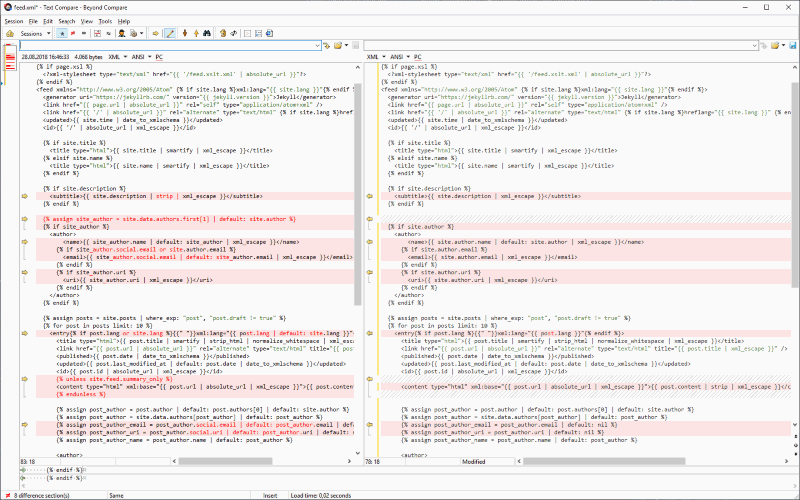 feed.xml* - Text Compare - Beyond Compare
Session File Edit Search View Tools Help
Sessions
28.08.2018 16:46:33 4.068 bytes XML ANSI PC
{% if page.xsl %}
<?xml-stylesheet type="text/xml" href="{{ '/feed.xslt.xml' | absolute_url }}"?>
{% endif %}
<feed xmlns="http://www.w3.org/2005/Atom" {% if site.lang %}xml:lang="{{ site.lang }}"{% endif %}>
<generator uri="https://jekyllrb.com/" version="{{ jekyll.version }}">Jekyll</generator>
<link href="{{ page.url | absolute_url }}" rel="self" type="application/atom+xml" />
<link href="{{ '/' | absolute_url }}" rel="alternate" type="text/html" {% if site.lang %}href
<updated>{{ site.time | date_to_xmlschema }}</updated>
<id>{{ '/' | absolute_url | xml_escape }}</id>
{% if site.title %}
<title type="html">{{ site.title | smartify | xml_escape }}</title>
{% elsif site.name %}
<title type="html">{{ site.name | smartify | xml_escape }}</title>
{% endif %}
{% if site.description %}
<subtitle>{{ site.description | strip | xml_escape }}</subtitle>
{% endif %}
{% assign site_author = site.data.authors.first[1] | default: site.author %}
{% if site_author %}
<author>
<name>{{ site_author.name | default: site_author | xml_escape }}</name>
{% if site_author.social.email or site.author.email %}
<email>{{ site_author.social.email | default: site_author.email | xml_escape }}</email>
{% endif %}
{% if site_author.uri %}
<uri>{{ site_author.uri | xml_escape }}</uri>
{% endif %}
</author>
{% endif %}
{% assign posts = site.posts | where_exp: "post", "post.draft != true" %}
{% for post in posts limit: 10 %}
<entry{% if post.lang or site.lang %}{{" "}}xml:lang="{{ post.lang | default: site.lang }}"
<title type="html">{{ post.title | smartify | strip_html | normalize_whitespace | xml_escape
<link href="{{ post.url | absolute_url }}" rel="alternate" type="text/html" title="{{ post
<published>{{ post.date | date_to_xmlschema }}</published>
<updated>{{ post.last_modified_at | default: post.date | date_to_xmlschema }}</updated>
<id>{{ post.id | absolute_url | xml_escape }}</id>
{% unless site.feed.summary_only %}
<content type="html" xml:base="{{ post.url | absolute_url | xml_escape }}">{{ post.content
{% endunless %}
{% assign post_author = post.author | default: post.authors[0] | default: site.author %}
{% assign post_author = site.data.authors[post_author] | default: post_author %}
{% assign post_author_email = post_author.social.email | default: post_author.email | default:
{% assign post_author_uri = post_author.social.uri | default: post_author.uri | default:
{% assign post_author_name = post_author.name | default: post_author %}
<author>
83: 18
XML ANSI PC
{% if page.xsl %}
<?xml-stylesheet type="text/xml" href="{{ '/feed.xslt.xml' | absolute_url }}"?>
{% endif %}
<feed xmlns="http://www.w3.org/2005/Atom" {% if site.lang %}xml:lang="{{ site.lang }}"{% endif %}>
<generator uri="https://jekyllrb.com/" version="{{ jekyll.version }}">Jekyll</generator>
<link href="{{ page.url | absolute_url }}" rel="self" type="application/atom+xml" />
<link href="{{ '/' | absolute_url }}" rel="alternate" type="text/html" {% if site.lang %}hreflang="{{ site.lang }}"{% end
<updated>{{ site.time | date_to_xmlschema }}</updated>
<id>{{ '/' | absolute_url | xml_escape }}</id>
{% if site.title %}
<title type="html">{{ site.title | smartify | xml_escape }}</title>
{% elsif site.name %}
<title type="html">{{ site.name | smartify | xml_escape }}</title>
{% endif %}
{% if site.description %}
<subtitle>{{ site.description | xml_escape }}</subtitle>
{% endif %}
{% if site.author %}
<author>
<name>{{ site.author.name | default: site.author | xml_escape }}</name>
{% if site.author.email %}
<email>{{ site.author.email | xml_escape }}</email>
{% endif %}
{% if site.author.uri %}
<uri>{{ site.author.uri | xml_escape }}</uri>
{% endif %}
</author>
{% endif %}
{% assign posts = site.posts | where_exp: "post", "post.draft != true" %}
{% for post in posts limit: 10 %}
<entry{% if post.lang %}{{" "}}xml:lang="{{ post.lang }}"{% endif %}>
<title type="html">{{ post.title | smartify | strip_html | normalize_whitespace | xml_escape }}</title>
<link href="{{ post.url | absolute_url }}" rel="alternate" type="text/html" title="{{ post.title | xml_escape }}" />
<published>{{ post.date | date_to_xmlschema }}</published>
<updated>{{ post.last_modified_at | default: post.date | date_to_xmlschema }}</updated>
<id>{{ post.id | absolute_url | xml_escape }}</id>
<content type="html" xml:base="{{ post.url | absolute_url | xml_escape }}">{{ post.content | strip | xml_escape }}</
{% assign post_author = post.author | default: post.authors[0] | default: site.author %}
{% assign post_author = site.data.authors[post_author] | default: post_author %}
{% assign post_author_email = post_author.email | default: nil %}
{% assign post_author_uri = post_author.uri | default: nil %}
{% assign post_author_name = post_author.name | default: post_author %}
<author>
78: 18 Modified
{% endif %}
{% endif %}
8 difference section(s) Same Insert Load time: 0,02 seconds